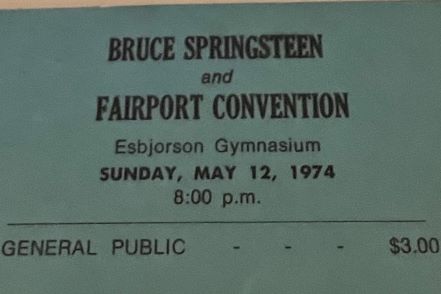 BRUCE SPRINGSTEEN
and
FAIRPORT CONVENTION
Esbjorson Gymnasium
SUNDAY, MAY 12, 1974
8:00 p.m.
GENERAL PUBLIC - - - $3.00